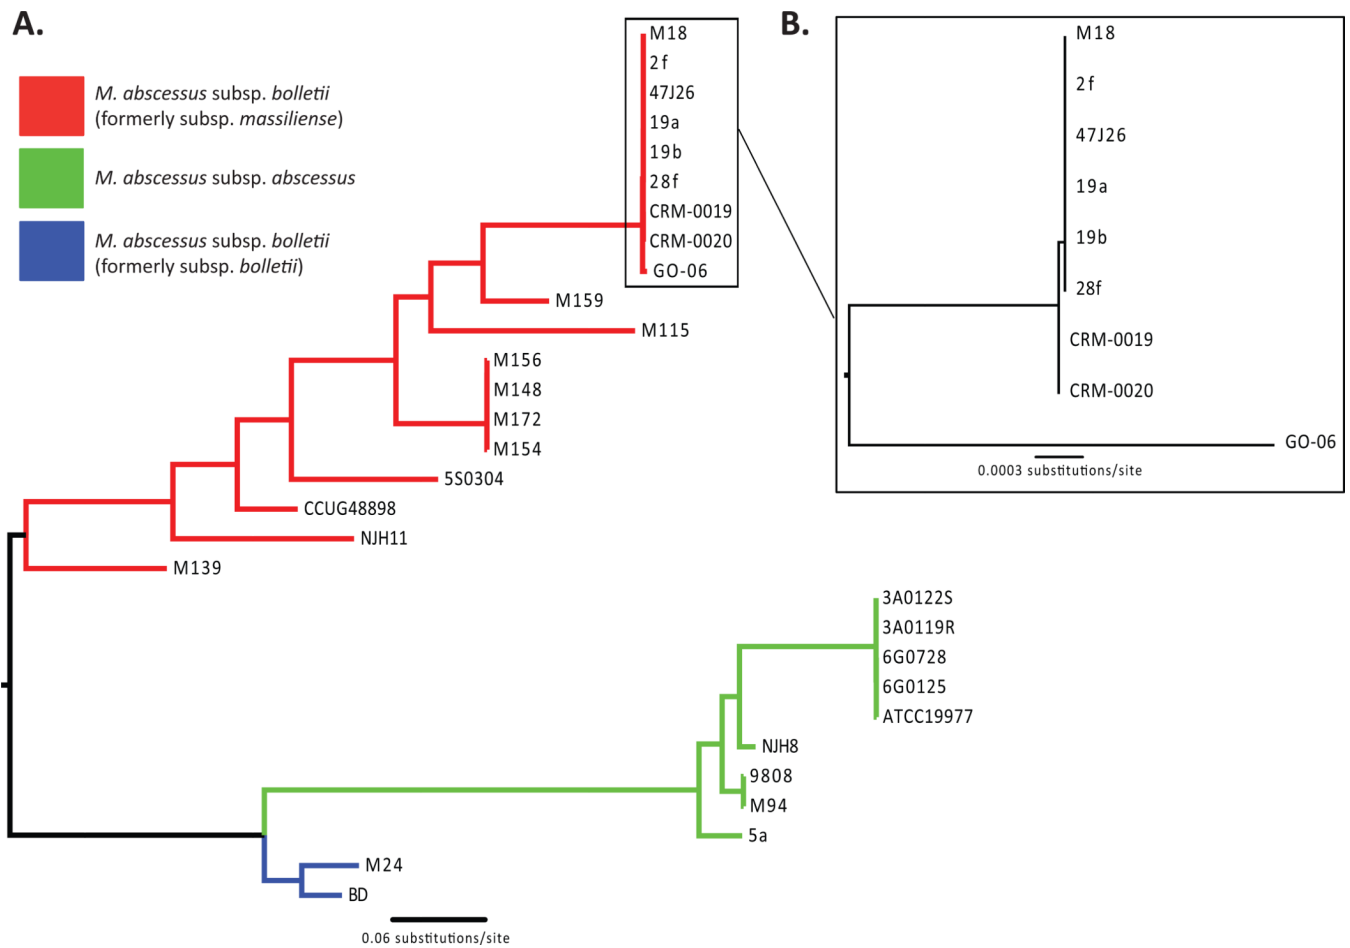 A.
M. abscessus subsp. bolletii
(formerly subsp. massiliense)
M. abscessus subsp. abscessus
M. abscessus subsp. bolletii
(formerly subsp. bolletii)
M18
2f
47J26
19a
19b
28f
CRM-0019
CRM-0020
GO-06
M159
M115
M156
M148
M172
M154
5S0304
CCUG48898
NJH11
M139
3A0122S
3A0119R
6G0728
6G0125
ATCC19977
NJH8
9808
M94
5a
M24
BD
0.06 substitutions/site
B.
M18
2f
47J26
19a
19b
28f
CRM-0019
CRM-0020
GO-06
0.0003 substitutions/site